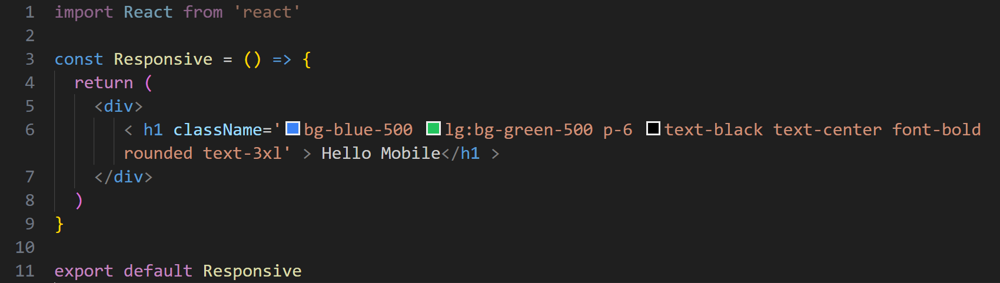 1 import React from 'react'
2
3 const Responsive = () => {
4 return (
5 <div>
6 < h1 className='bg-blue-500 lg:bg-green-500 p-6 text-black text-center font-bold
rounded text-3xl' > Hello Mobile</h1 >
7 </div>
8 )
9 }
10
11 export default Responsive